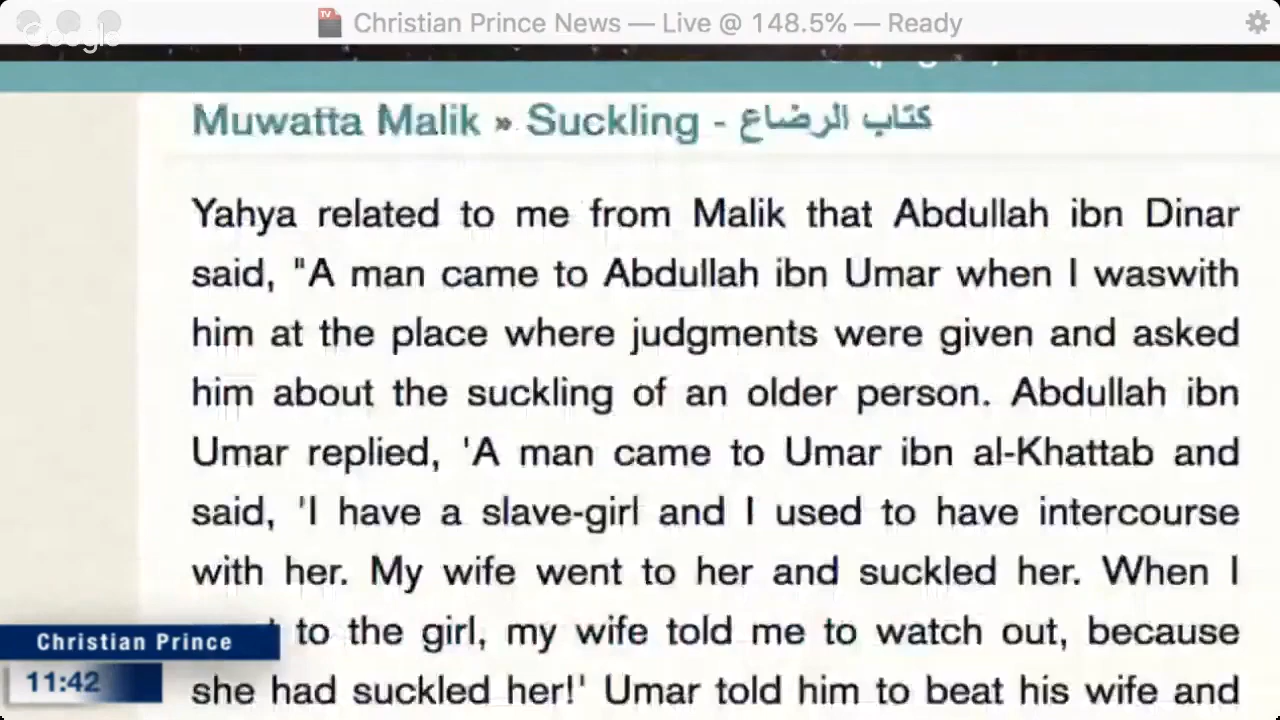 TV Christian Prince News — Live @ 148.5% — Ready
Google
Muwatta Malik » Suckling - كتاب الرضاع
Yahya related to me from Malik that Abdullah ibn Dinar
said, "A man came to Abdullah ibn Umar when I waswith
him at the place where judgments were given and asked
him about the suckling of an older person. Abdullah ibn
Umar replied, 'A man came to Umar ibn al-Khattab and
said, 'I have a slave-girl and I used to have intercourse
with her. My wife went to her and suckled her. When I
to the girl, my wife told me to watch out, because
she had suckled her!' Umar told him to beat his wife and
Christian Prince
11:42